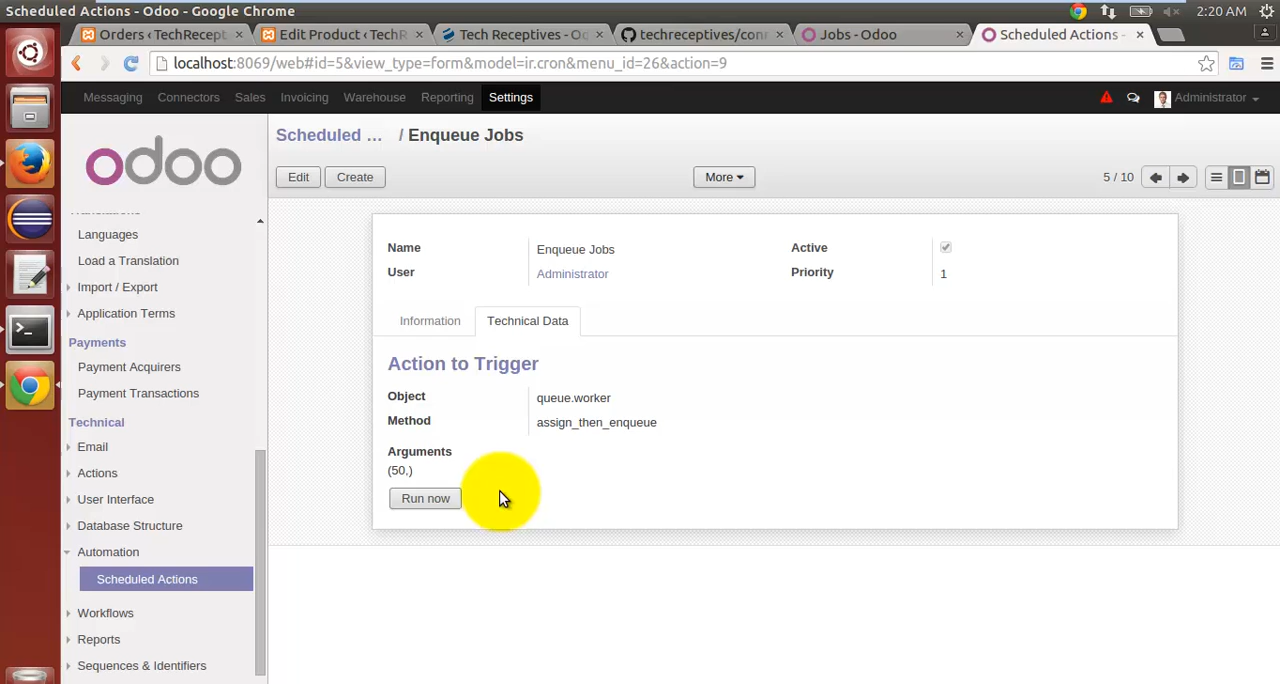 Scheduled Actions - Odoo - Google Chrome
2:20 AM
Orders ‹ TechRecept
Edit Product ‹ TechR
Tech Receptives - Od
techreceptives/conn
Jobs - Odoo
Scheduled Actions -
localhost:8069/web#id=5&view_type=form&model=ir.cron&menu_id=26&action=9
Messaging Connectors Sales Invoicing Warehouse Reporting Settings
Administrator
odoo
Scheduled ... / Enqueue Jobs
Edit Create More 5 / 10
Languages
Load a Translation
Import / Export
Application Terms
Payments
Payment Acquirers
Payment Transactions
Technical
Email
Actions
User Interface
Database Structure
Automation
Scheduled Actions
Workflows
Reports
Sequences & Identifiers
Name Enqueue Jobs Active
User Administrator Priority 1
Information Technical Data
Action to Trigger
Object queue.worker
Method assign_then_enqueue
Arguments
(50,)
Run now